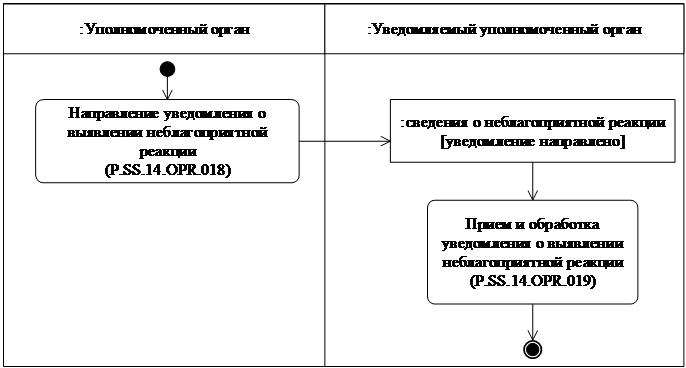 :Уполномоченный орган
:Уведомляемый уполномоченный орган
Направление уведомления о
выявлении неблагоприятной
реакции
(P.SS.14.OPR.018)
:сведения о неблагоприятной реакции
[уведомление направлено]
Прием и обработка
уведомления о выявлении
неблагоприятной реакции
(P.SS.14.OPR.019)